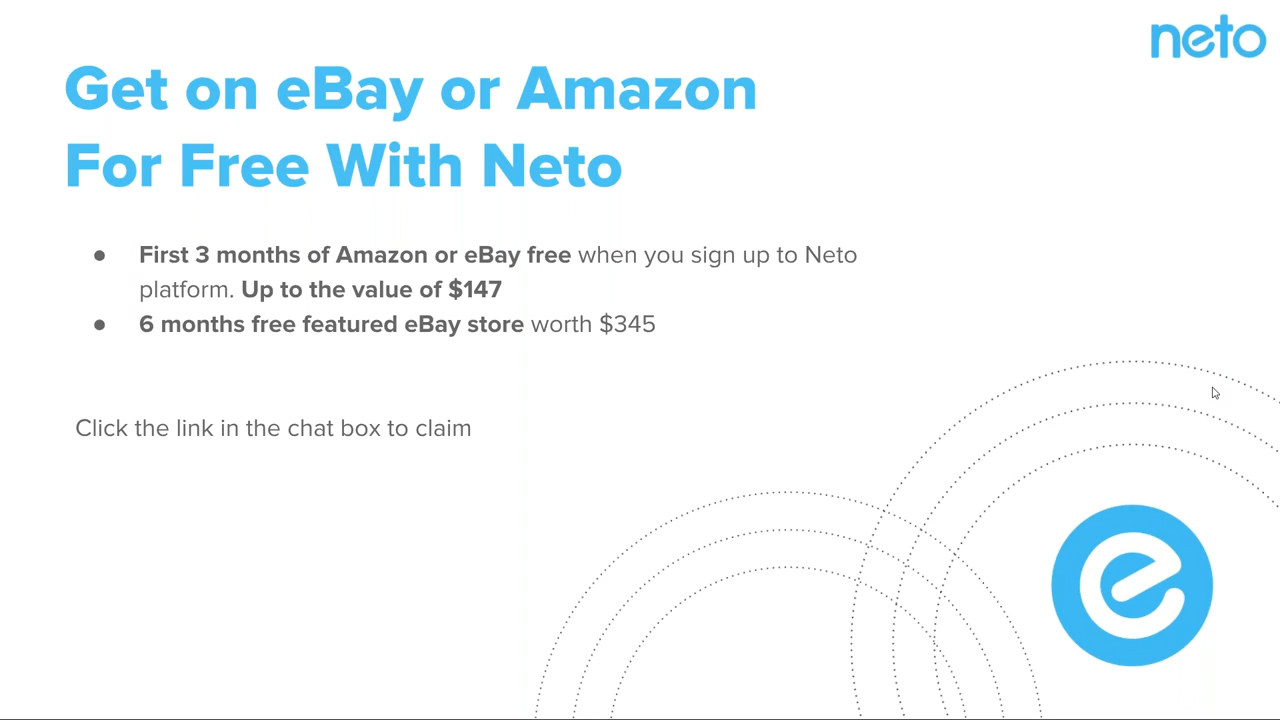 neto
Get on eBay or Amazon
For Free With Neto
● First 3 months of Amazon or eBay free when you sign up to Neto
platform. Up to the value of $147
● 6 months free featured eBay store worth $345
Click the link in the chat box to claim
e